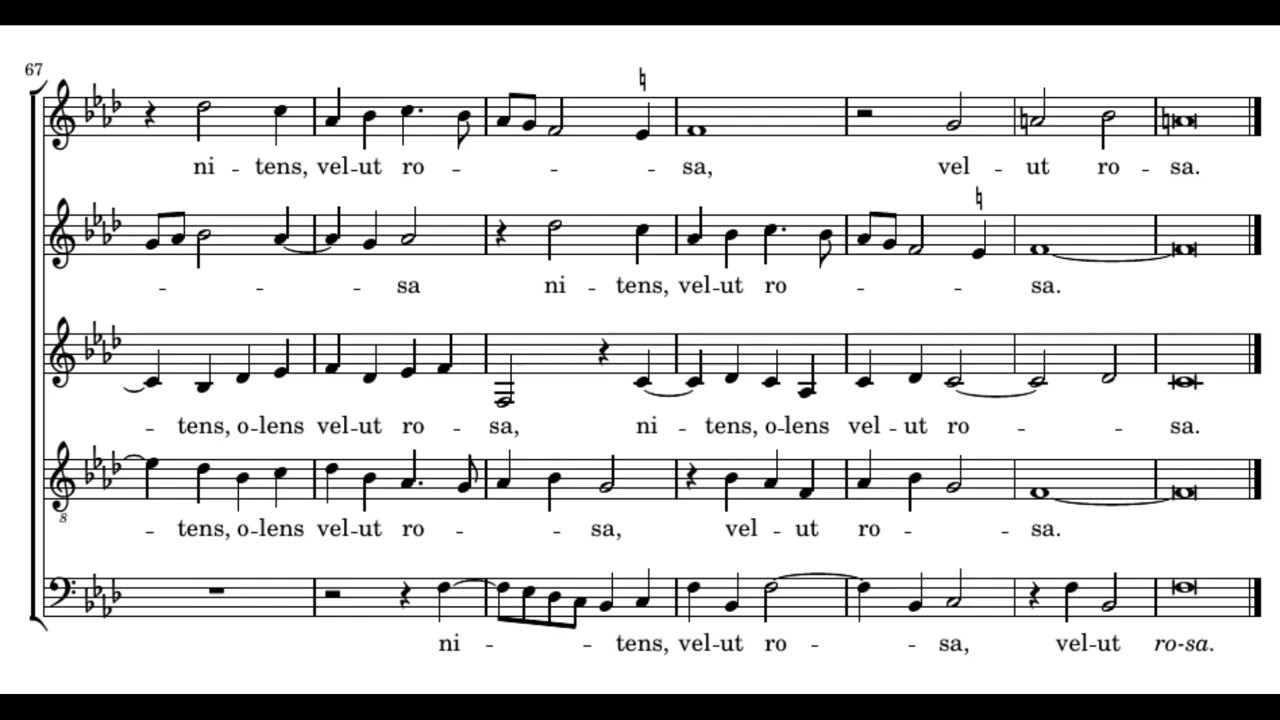 67
ni - tens, vel-ut ro - - - - sa, vel - ut ro - sa.
- - - sa ni - tens, vel-ut ro - - sa.
- tens, o-lens vel-ut ro - sa, ni - tens, o-lens vel - ut ro - - sa.
8
- tens, o-lens vel-ut ro - - sa, vel - ut ro - - sa.
ni - - tens, vel-ut ro - - sa, vel-ut ro-sa.